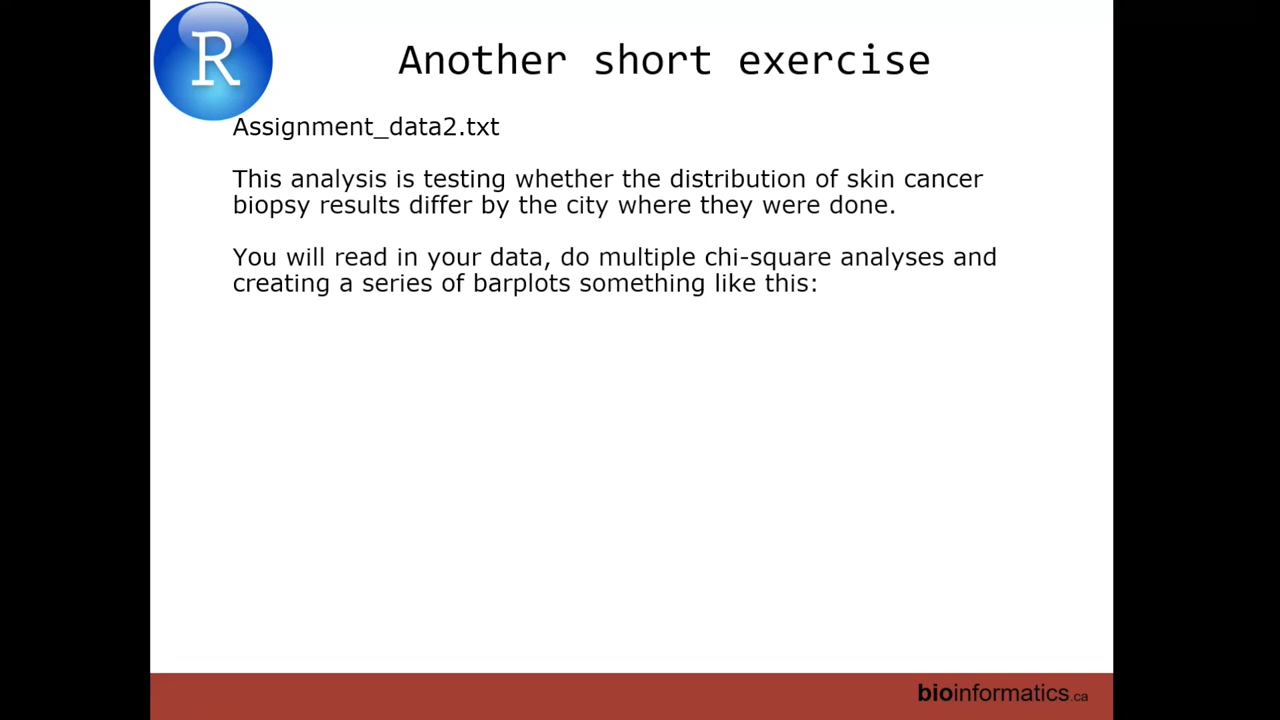 R
Another short exercise
Assignment_data2.txt
This analysis is testing whether the distribution of skin cancer
biopsy results differ by the city where they were done.
You will read in your data, do multiple chi-square analyses and
creating a series of barplots something like this:
bioinformatics.ca